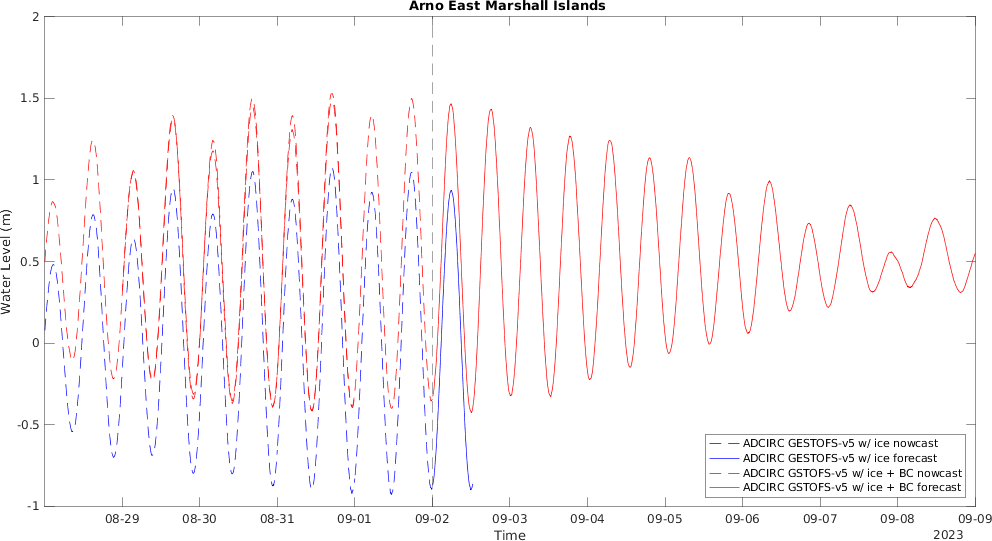 Arno East Marshall Islands
2
1.5
1
0.5
0
-0.5
-1
Water Level (m)
ADCIRC GESTOFS-v5 w/ ice nowcast
ADCIRC GESTOFS-v5 w/ ice forecast
ADCIRC GSTOFS-v5 w/ ice + BC nowcast
ADCIRC GSTOFS-v5 w/ ice + BC forecast
08-29 08-30 08-31 09-01 09-02 09-03 09-04 09-05 09-06 09-07 09-08 09-09
Time
2023